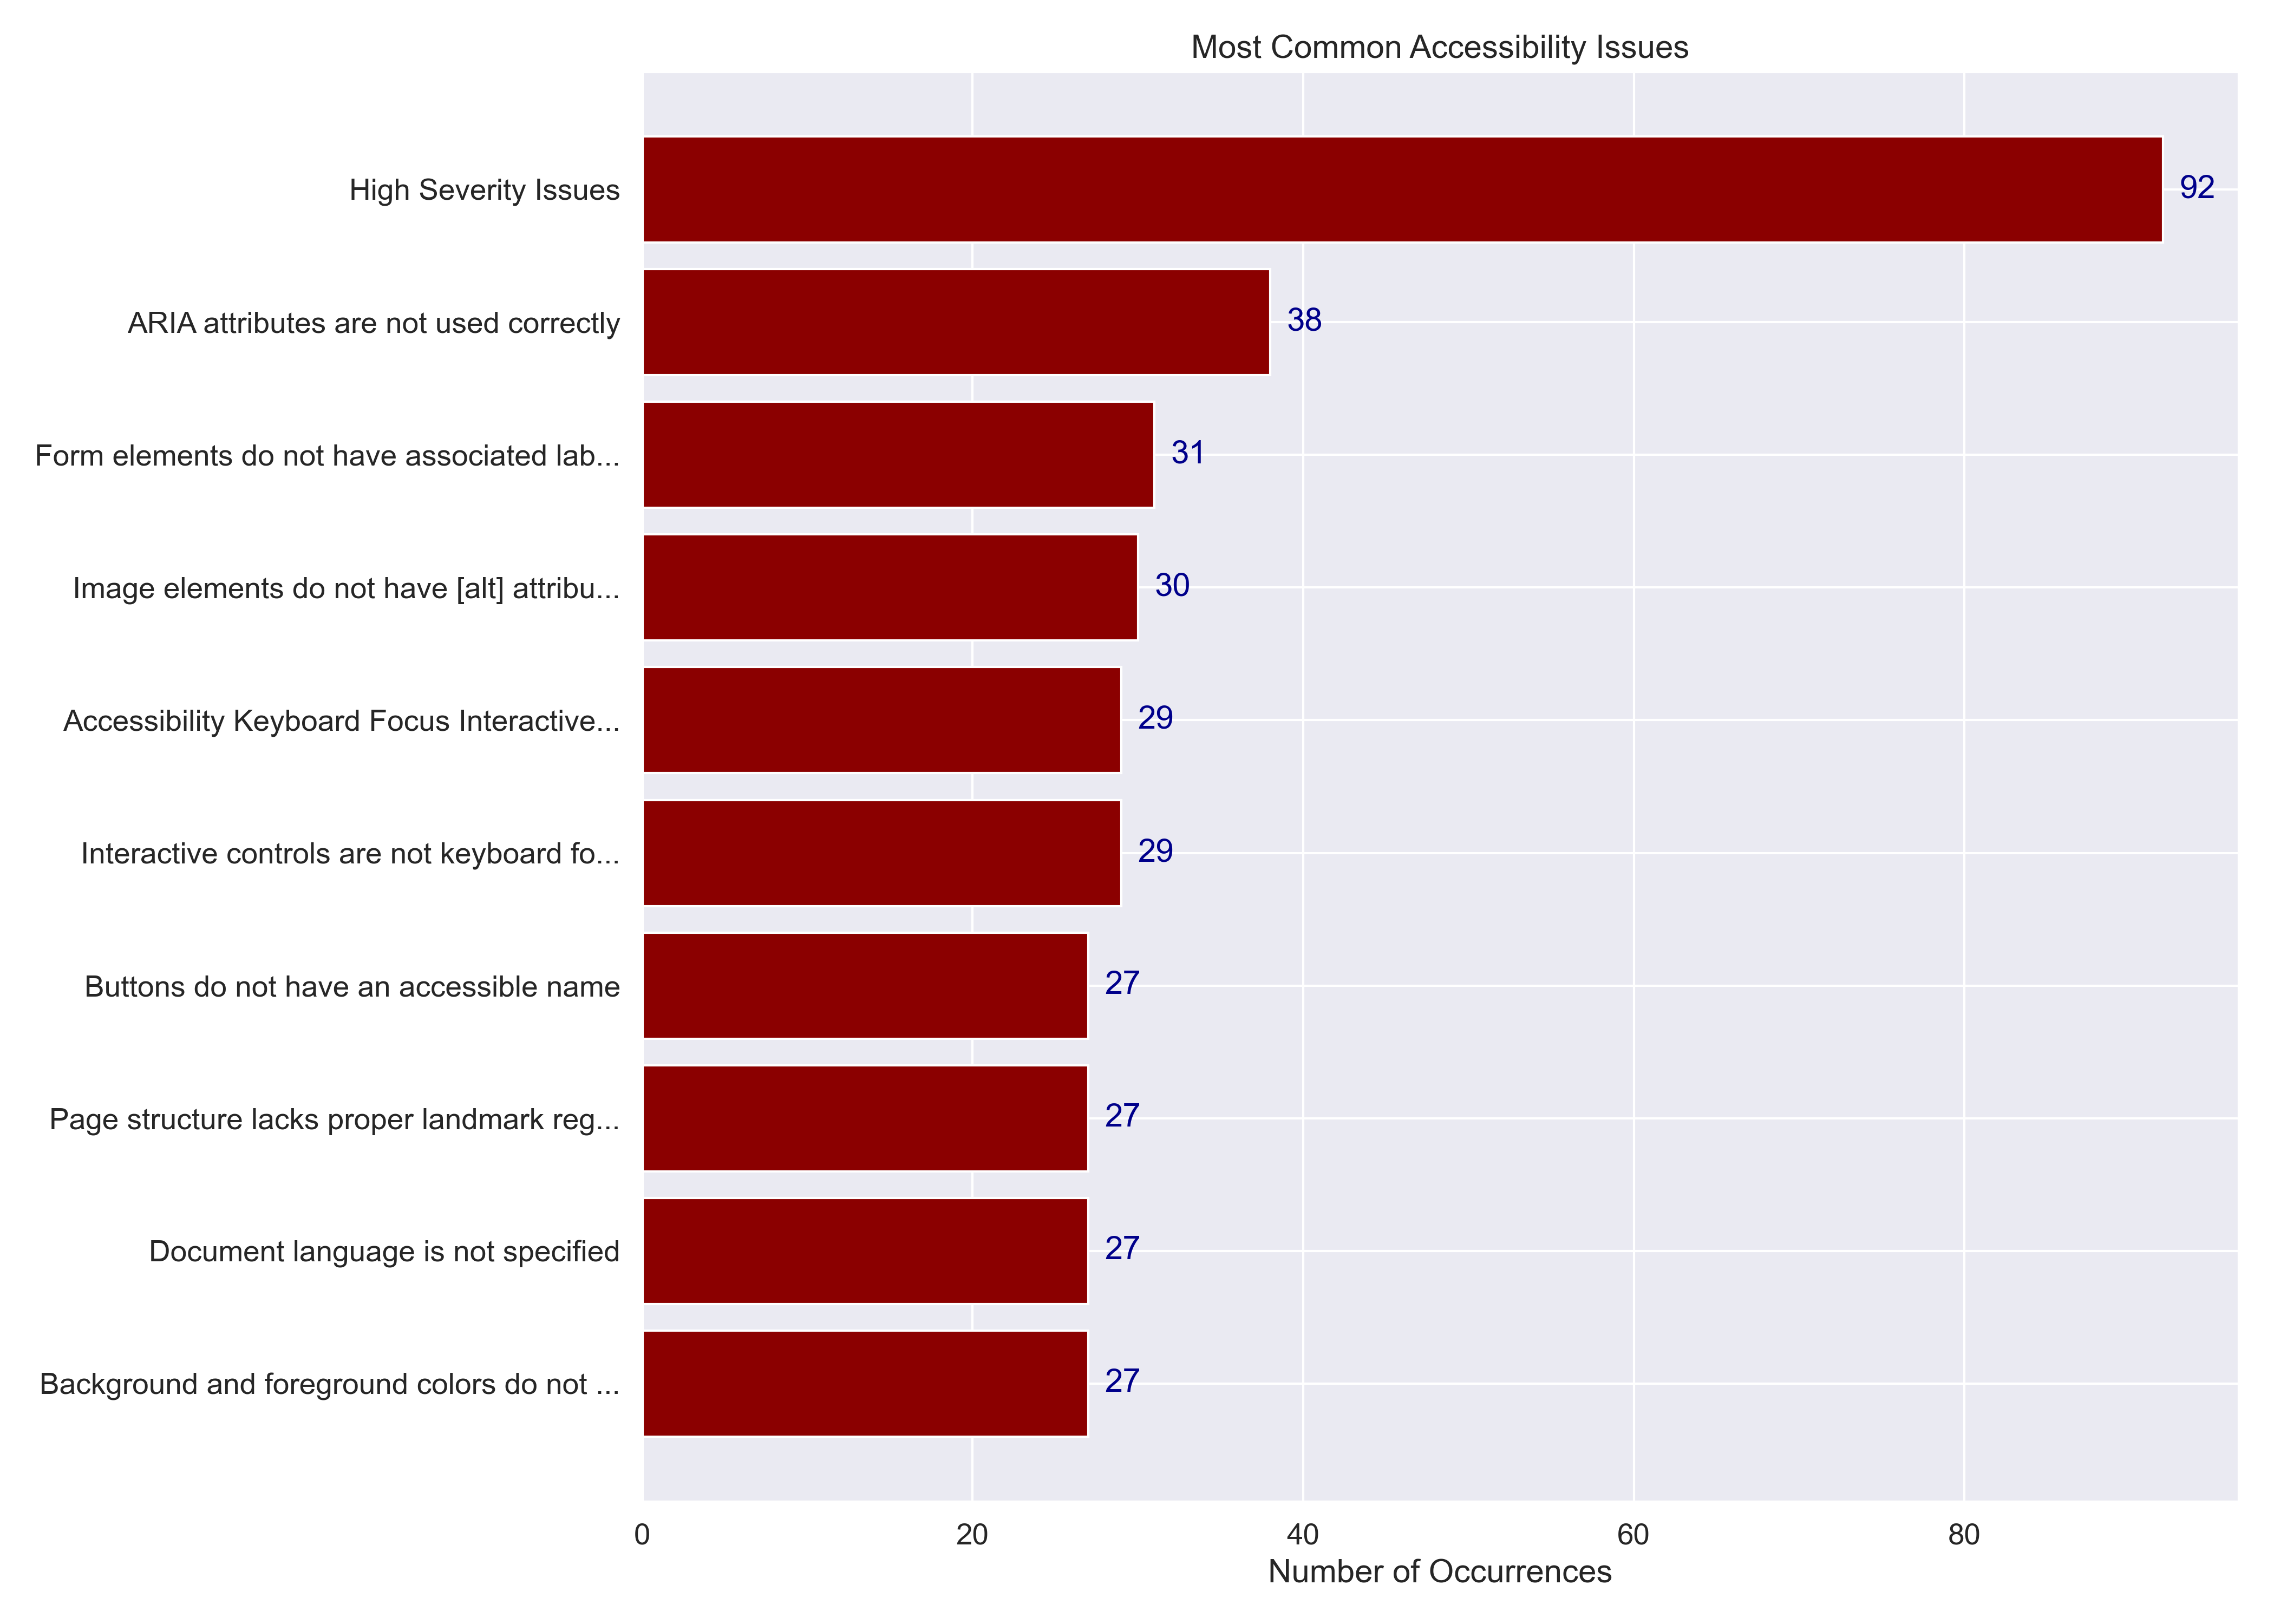 Most Common Accessibility Issues
High Severity Issues
92
ARIA attributes are not used correctly
38
Form elements do not have associated lab...
31
Image elements do not have [alt] attribu...
30
Accessibility Keyboard Focus Interactive...
29
Interactive controls are not keyboard fo...
29
Buttons do not have an accessible name
27
Page structure lacks proper landmark reg...
27
Document language is not specified
27
Background and foreground colors do not ...
27
0 20 40 60 80
Number of Occurrences